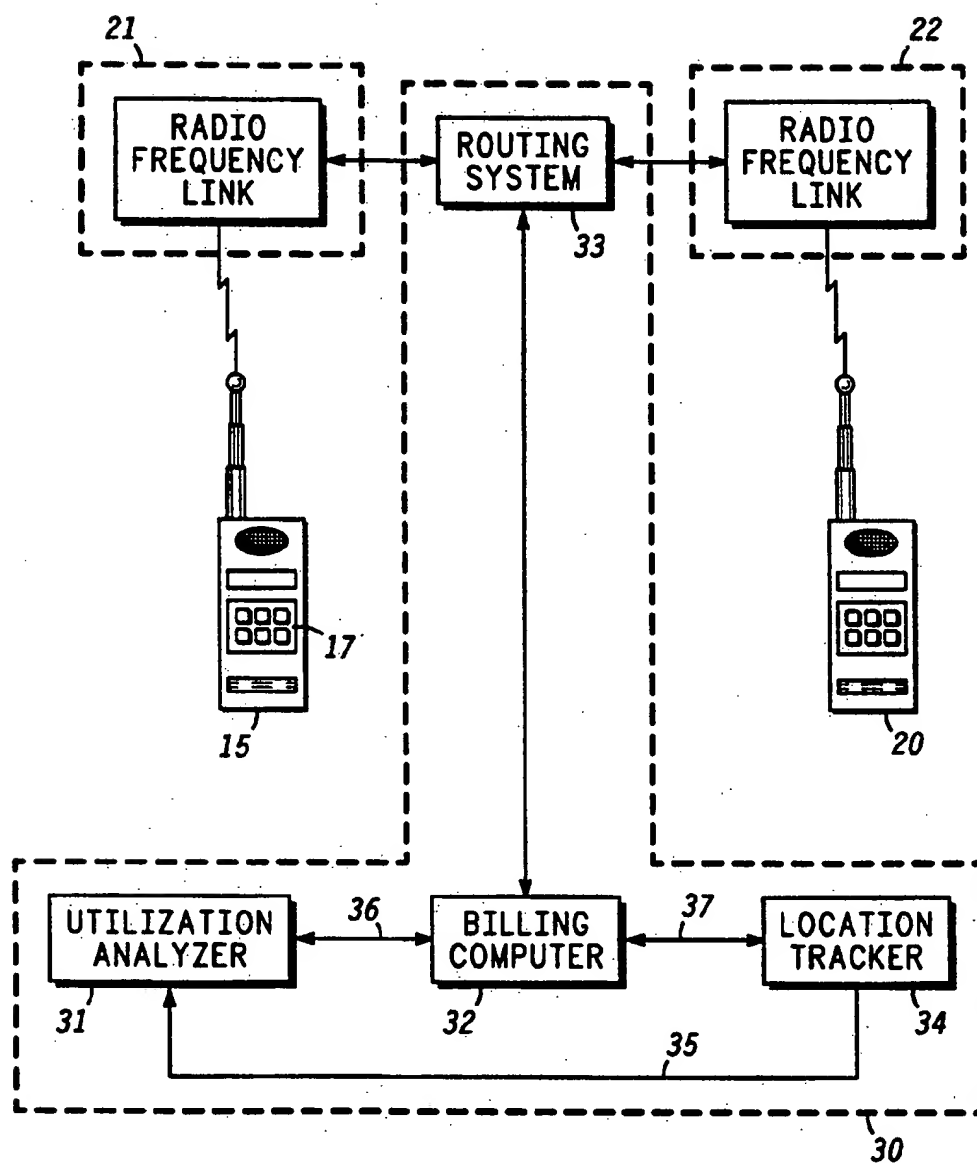 21
22
RADIO
FREQUENCY
LINK
ROUTING
SYSTEM
RADIO
FREQUENCY
LINK
33
17
15
20
UTILIZATION
ANALYZER
36
BILLING
COMPUTER
37
LOCATION
TRACKER
31
32
34
35
30